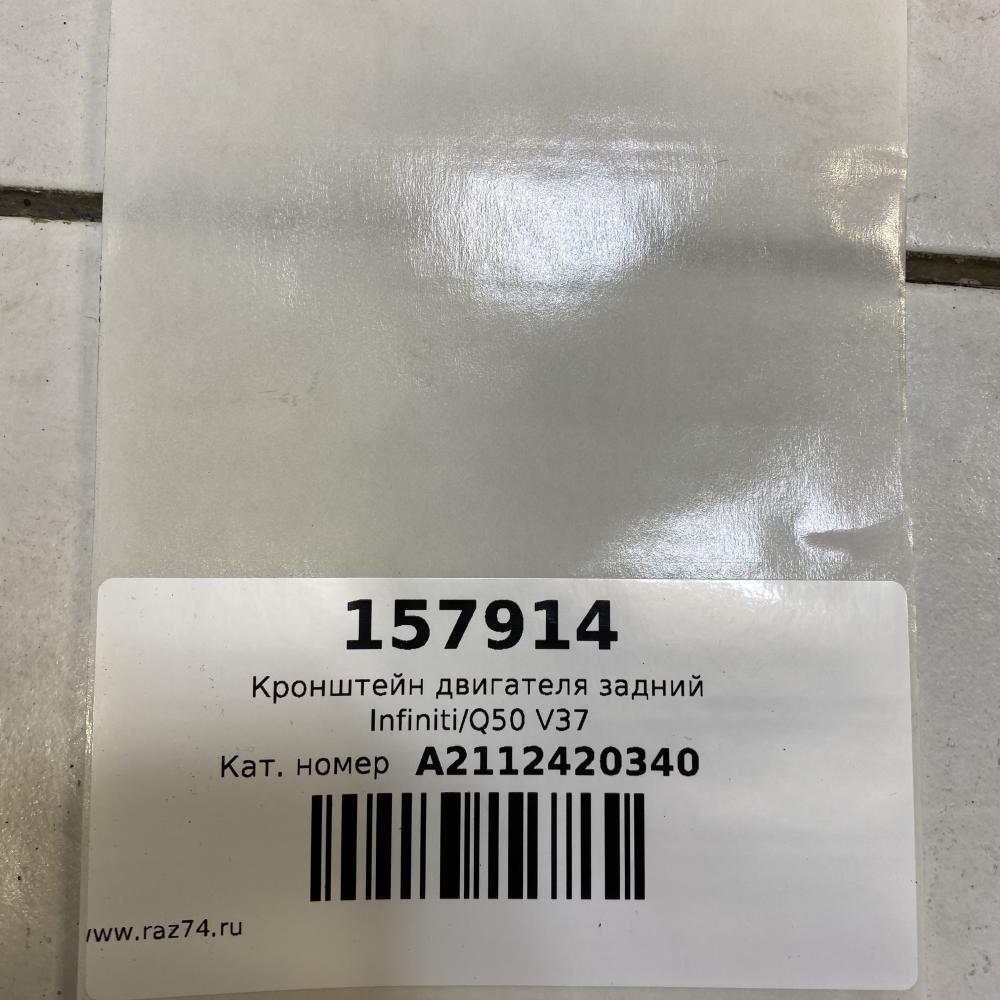 157914
Кронштейн двигателя задний
Infiniti/Q50 V37
Кат. номер A2112420340
www.raz74.ru